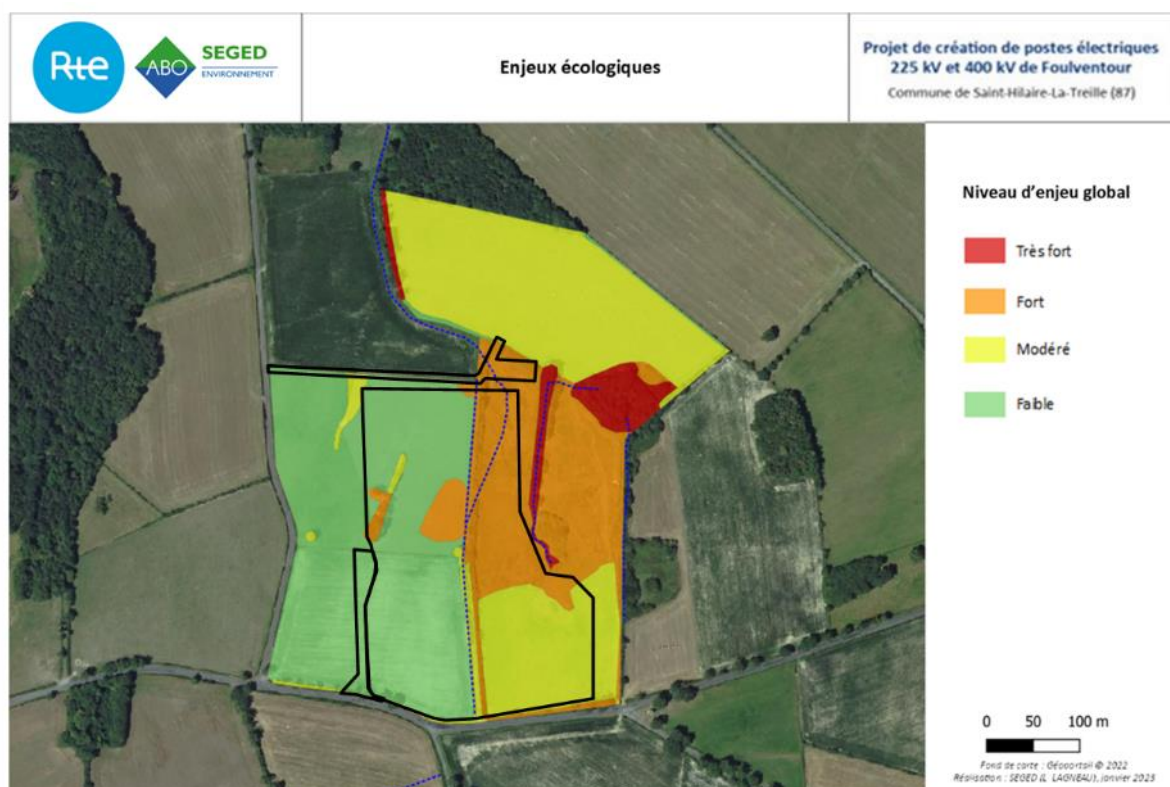 Rte
ABO
SEGED
ENVIRONNEMENT
Enjeux écologiques
Projet de création de postes électriques
225 kV et 400 kV de Foulventour
Commune de Saint-Hilaire-La-Treille (87)
Niveau d'enjeu global
Très fort
Fort
Modéré
Faible
0 50 100 m
Fond de carte : Géoportail © 2022
Réalisation : SEGED (L. LAGNEAU), janvier 2023